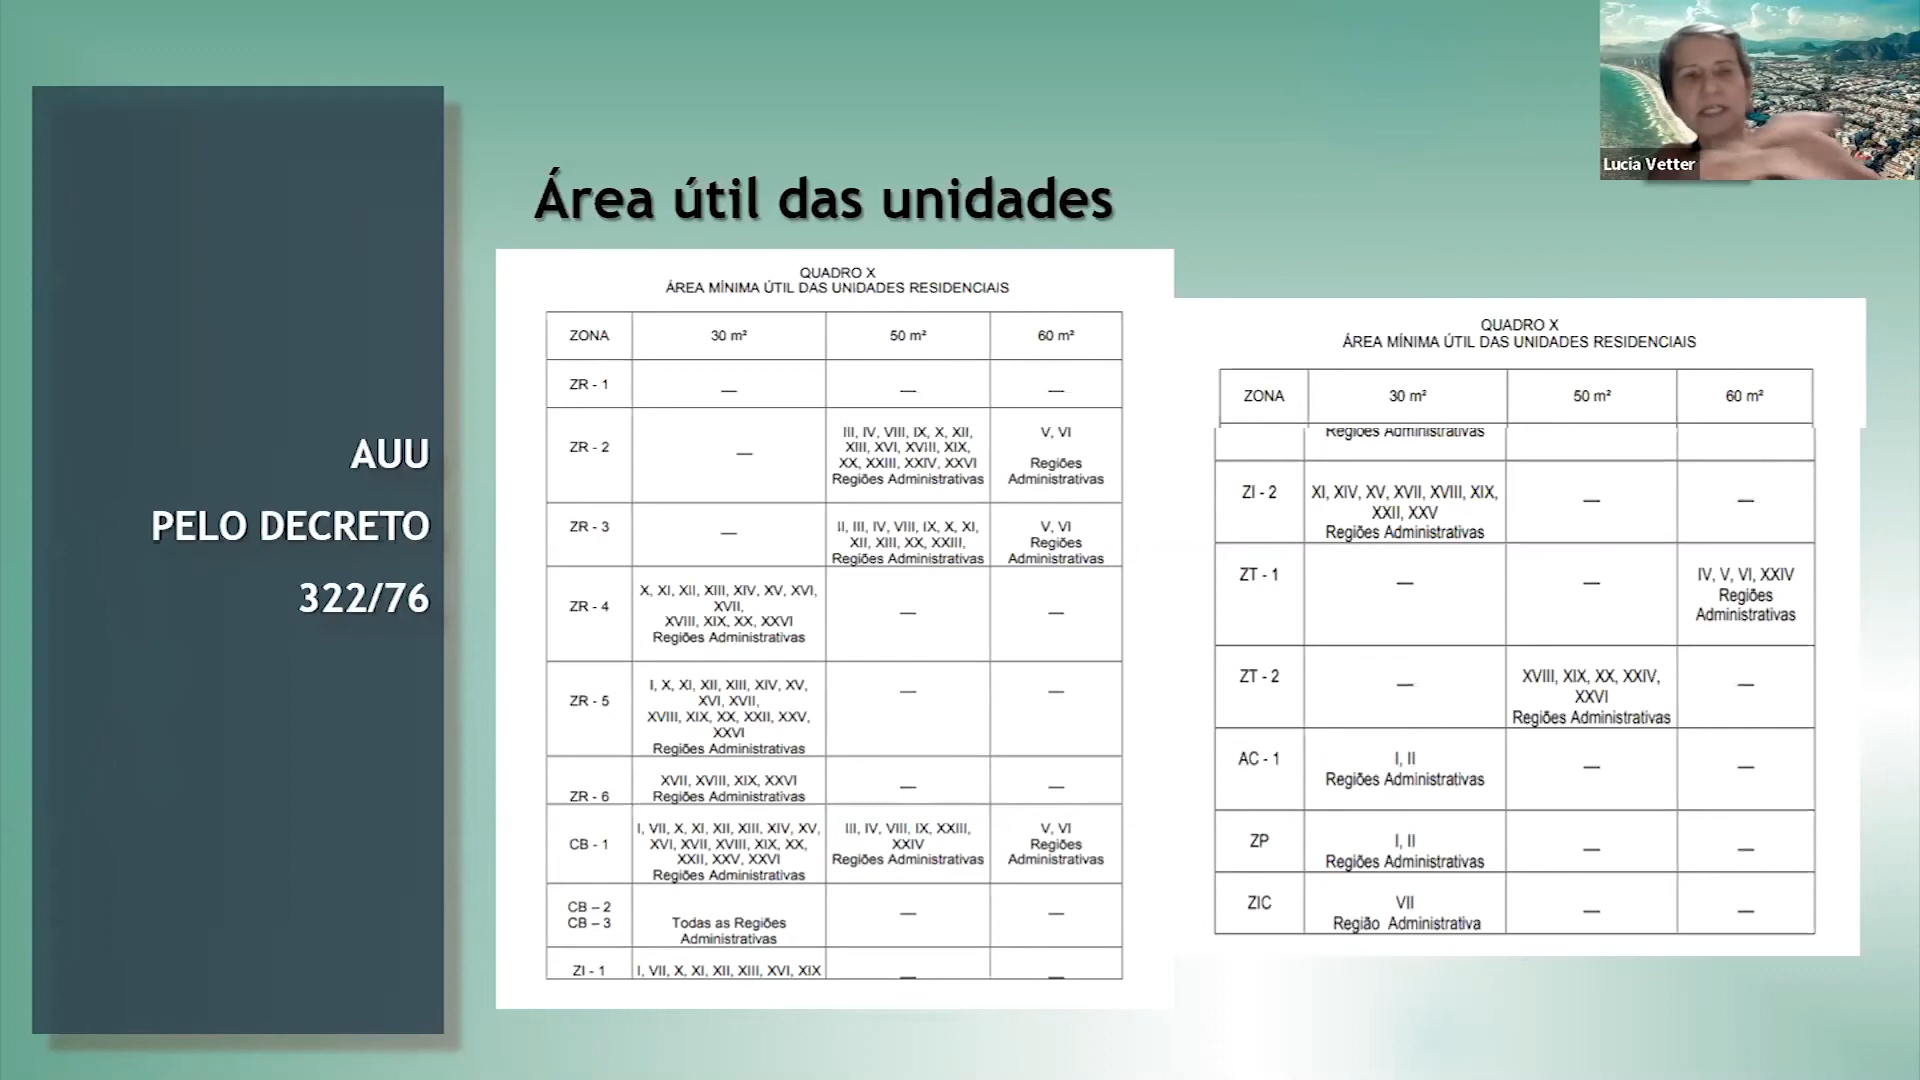 Lucia Vetter
Área útil das unidades
AUU
PELO DECRETO
322/76
QUADRO X
ÁREA MÍNIMA ÚTIL DAS UNIDADES RESIDENCIAIS
ZONA 30 m² 50 m² 60 m²
ZR - 1 — — —
ZR - 2
—
III, IV, VIII, IX, X, XII,
XIII, XVI, XVIII, XIX,
XX, XXIII, XXIV, XXVI
Regiões Administrativas
V, VI
Regiões
Administrativas
ZR - 3
—
II, III, IV, VIII, IX, X, XI,
XII, XIII, XX, XXIII,
Regiões Administrativas
V, VI
Regiões
Administrativas
ZR - 4
X, XI, XII, XIII, XIV, XV, XVI,
XVII,
XVIII, XIX, XX, XXVI
Regiões Administrativas
— —
ZR - 5
I, X, XI, XII, XIII, XIV, XV,
XVI, XVII,
XVIII, XIX, XX, XXII, XXV,
XXVI
Regiões Administrativas
— —
ZR - 6
XVII, XVIII, XIX, XXVI
Regiões Administrativas
— —
CB - 1
I, VII, X, XI, XII, XIII, XIV, XV,
XVI, XVII, XVIII, XIX, XX,
XXII, XXV, XXVI
Regiões Administrativas
III, IV, VIII, IX, XXIII,
XXIV
Regiões Administrativas
V, VI
Regiões
Administrativas
CB – 2
CB – 3
Todas as Regiões
Administrativas
— —
ZI - 1 I, VII, X, XI, XII, XIII, XVI, XIX — —
QUADRO X
ÁREA MÍNIMA ÚTIL DAS UNIDADES RESIDENCIAIS
ZONA 30 m² 50 m² 60 m²
Regiões Administrativas
ZI - 2
XI, XIV, XV, XVII, XVIII, XIX,
XXII, XXV
Regiões Administrativas
— —
ZT - 1
— —
IV, V, VI, XXIV
Regiões
Administrativas
ZT - 2
—
XVIII, XIX, XX, XXIV,
XXVI
Regiões Administrativas
—
AC - 1
I, II
Regiões Administrativas
— —
ZP
I, II
Regiões Administrativas
— —
ZIC
VII
Região Administrativa
— —